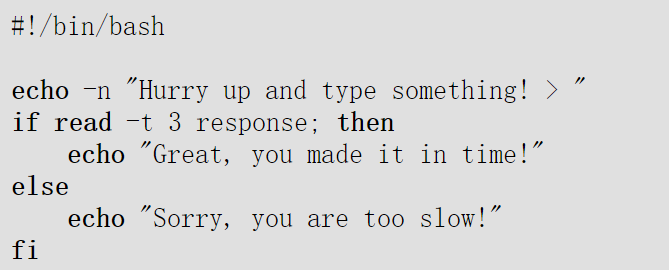 #!/bin/bash

echo -n "Hurry up and type something! > "
if read -t 3 response; then
    echo "Great, you made it in time!"
else
    echo "Sorry, you are too slow!"
fi